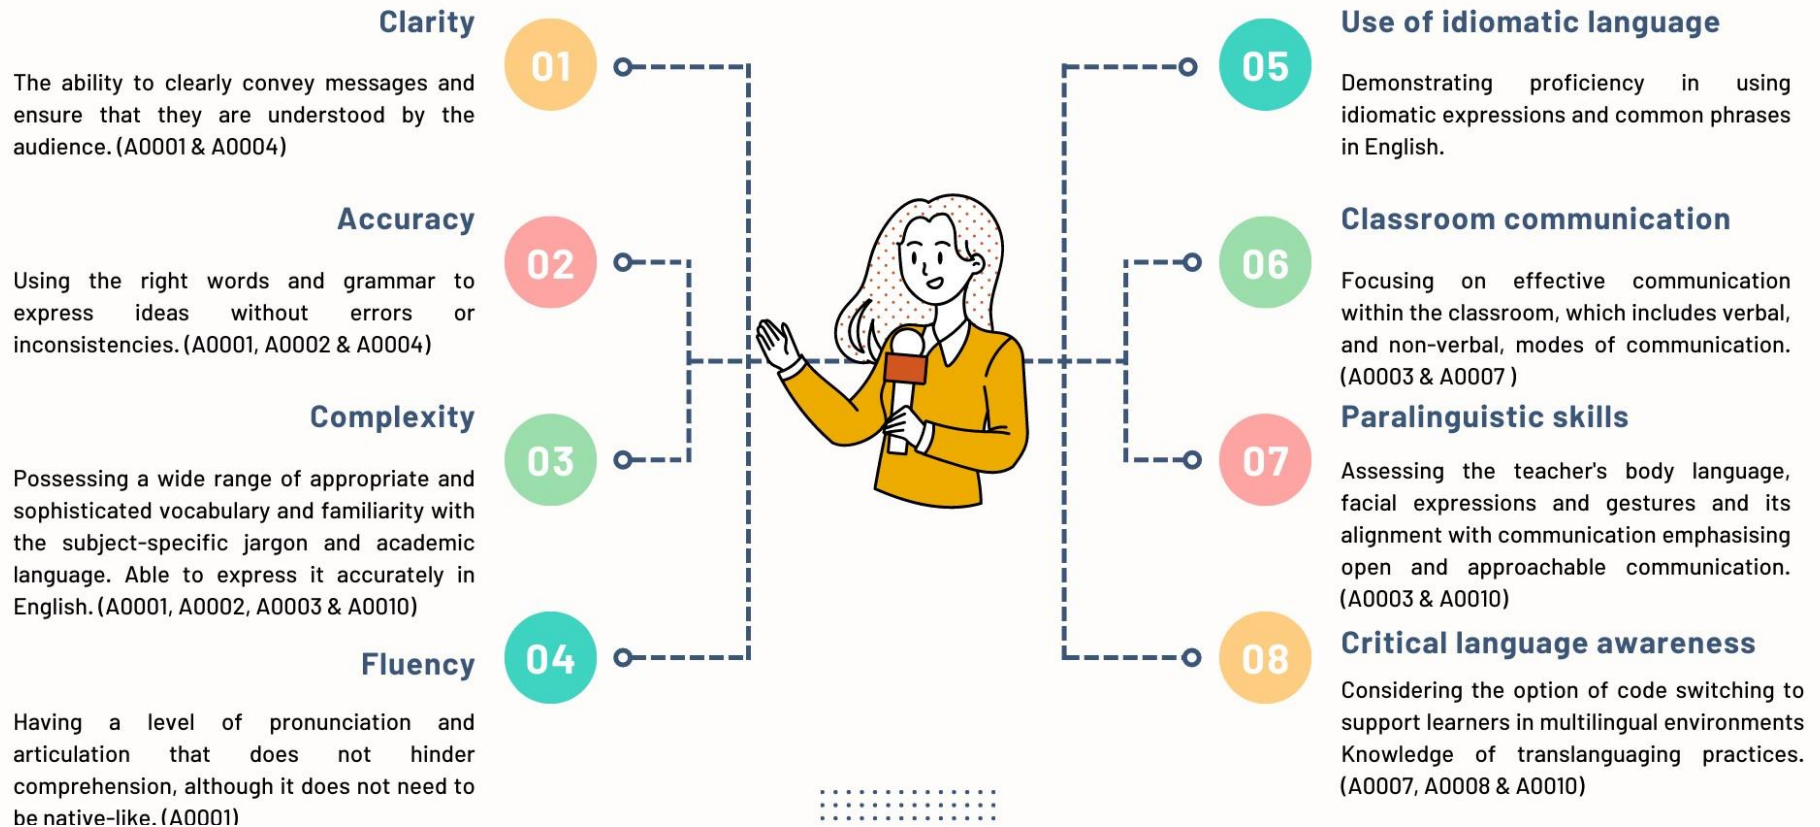 Clarity
01
The ability to clearly convey messages and
ensure that they are understood by the
audience. (A0001 & A0004)
Accuracy
02
Using the right words and grammar to
express ideas without errors or
inconsistencies. (A0001, A0002 & A0004)
Complexity
03
Possessing a wide range of appropriate and
sophisticated vocabulary and familiarity with
the subject-specific jargon and academic
language. Able to express it accurately in
English. (A0001, A0002, A0003 & A0010)
Fluency
04
Having a level of pronunciation and
articulation that does not hinder
comprehension, although it does not need to
be native-like. (A0001)
Use of idiomatic language
05
Demonstrating proficiency in using
idiomatic expressions and common phrases
in English.
Classroom communication
06
Focusing on effective communication
within the classroom, which includes verbal,
and non-verbal, modes of communication.
(A0003 & A0007 )
Paralinguistic skills
07
Assessing the teacher's body language,
facial expressions and gestures and its
alignment with communication emphasising
open and approachable communication.
(A0003 & A0010)
Critical language awareness
08
Considering the option of code switching to
support learners in multilingual environments
Knowledge of translanguaging practices.
(A0007, A0008 & A0010)